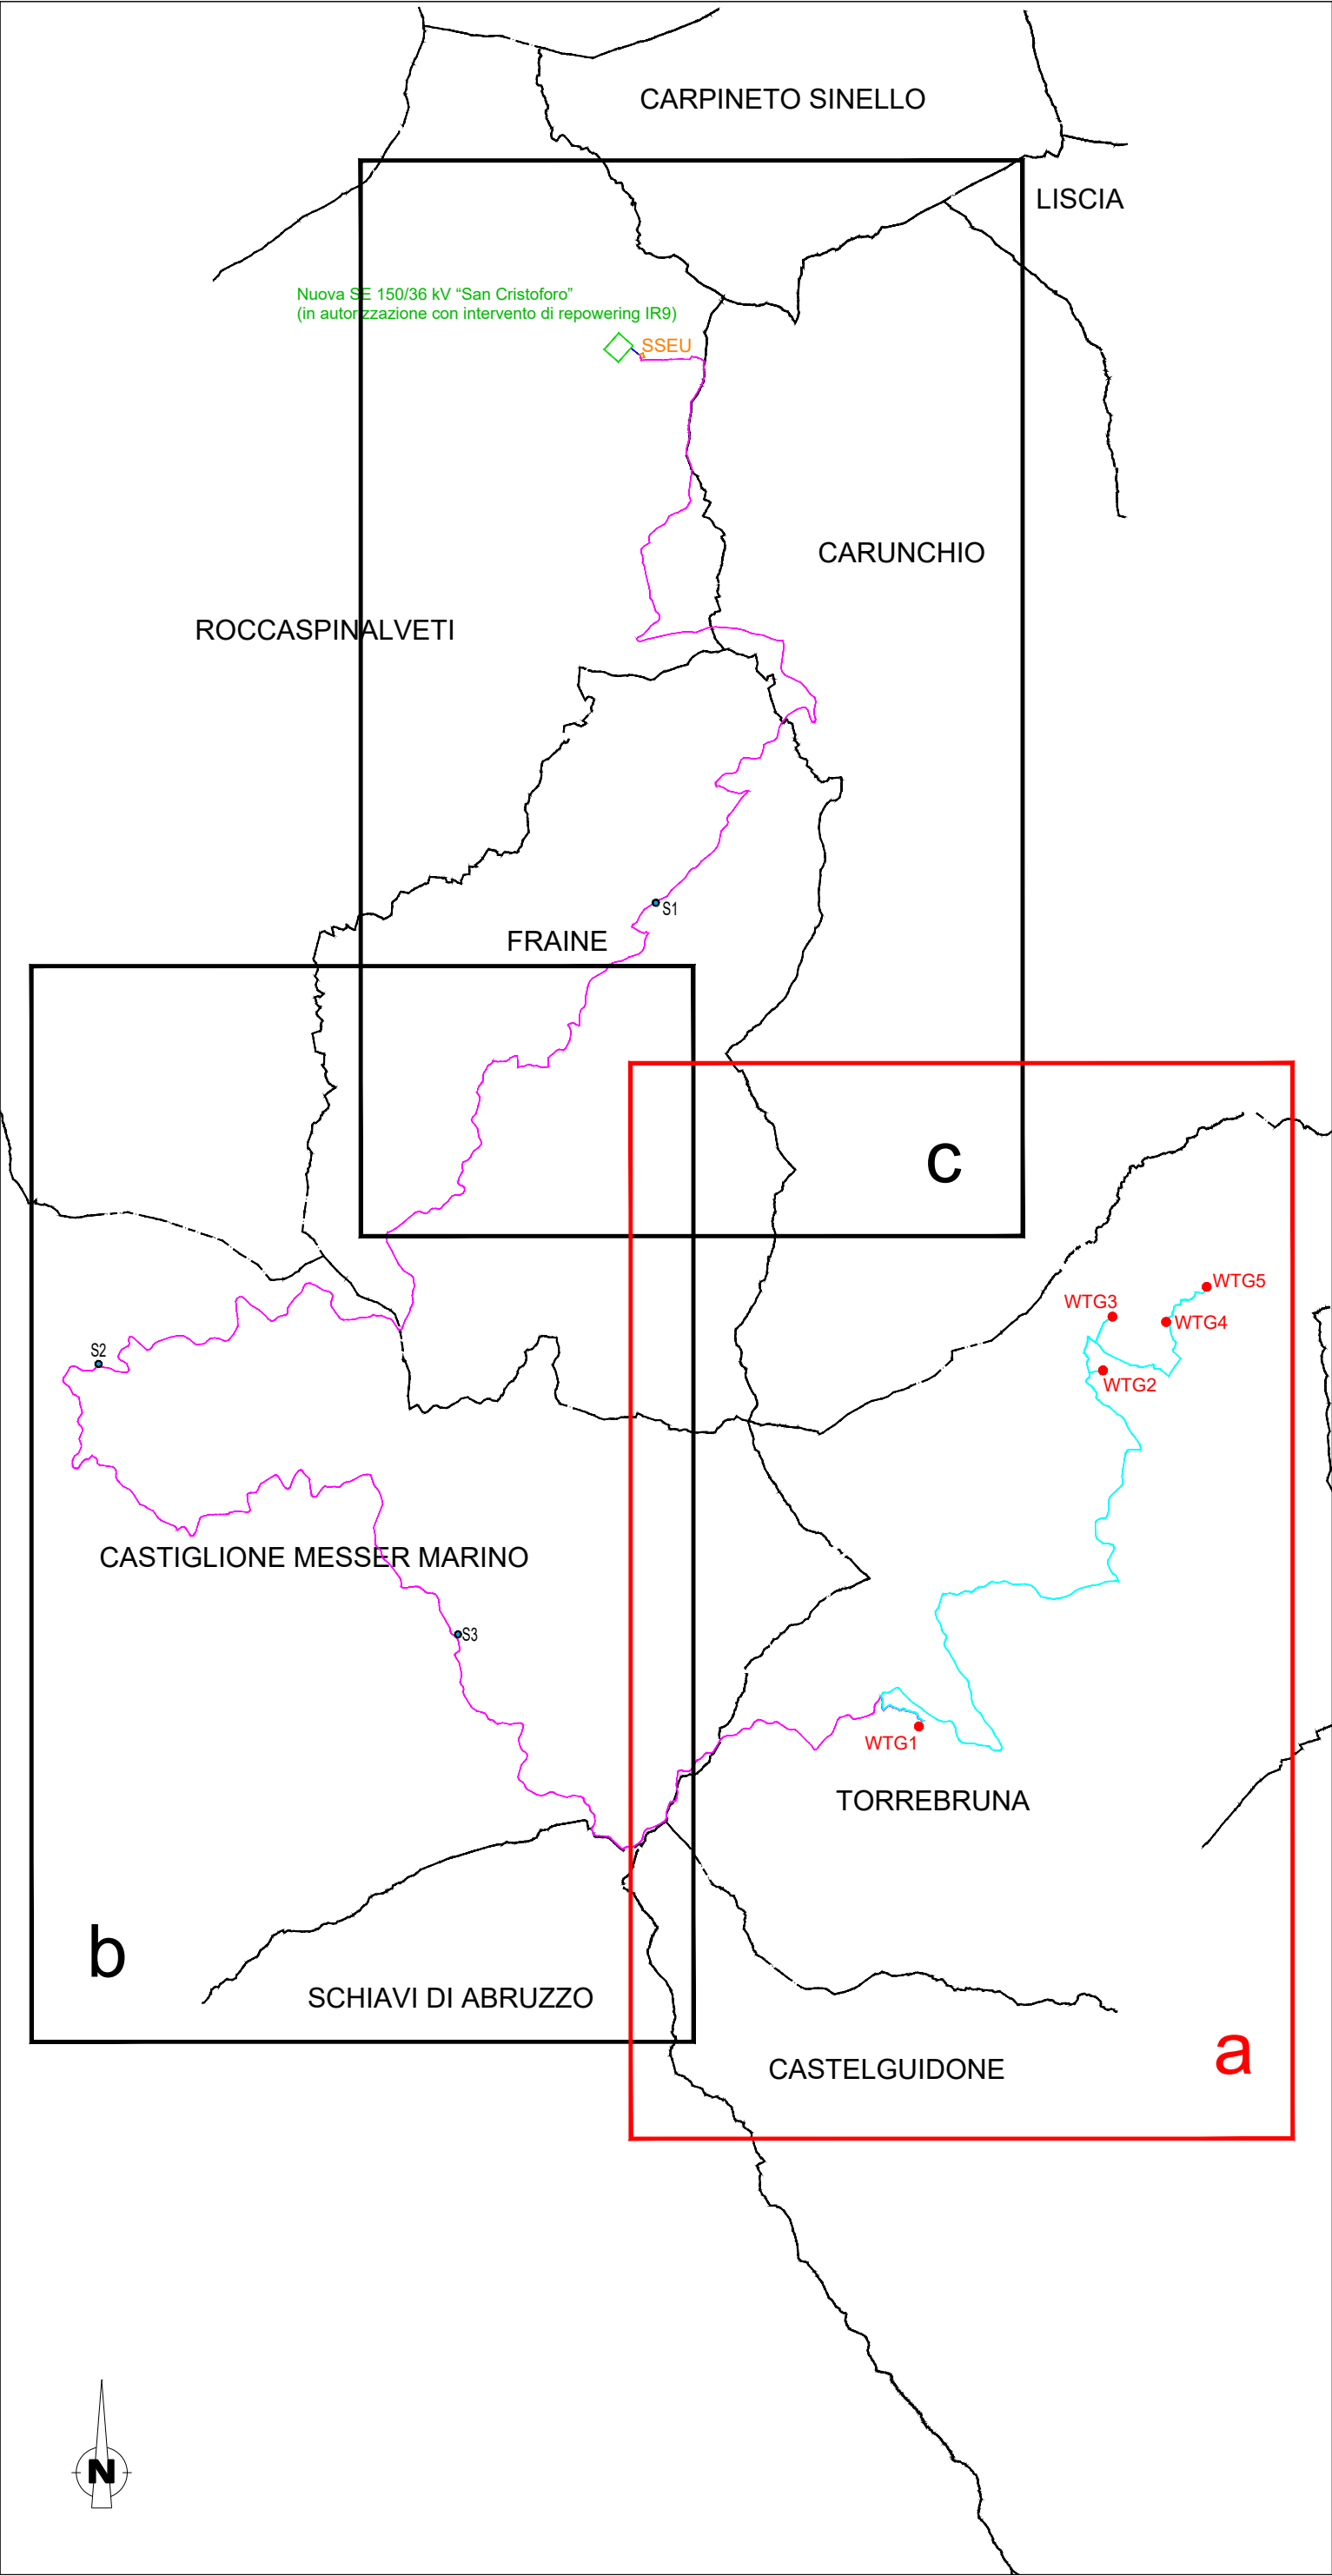 CARPINETO SINELLO
LISCIA
Nuova SE 150/36 kV “San Cristoforo”
(in autorizzazione con intervento di repowering IR9)
SSEU
CARUNCHIO
ROCCASPINALVETI
S1
FRAINE
c
WTG5
WTG3
WTG4
S2
WTG2
CASTIGLIONE MESSER MARINO
S3
WTG1
TORREBRUNA
b
SCHIAVI DI ABRUZZO
a
CASTELGUIDONE
N